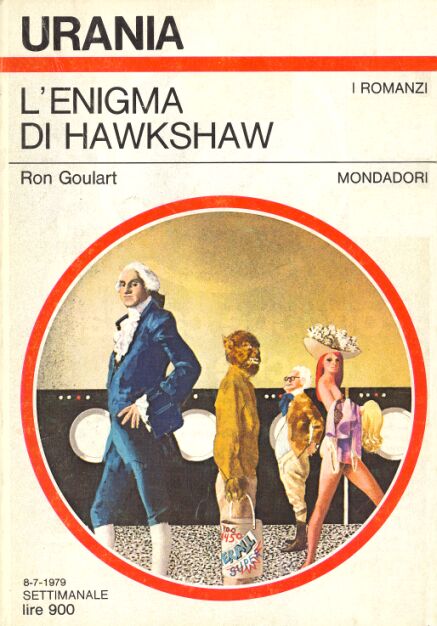 URANIA
L'ENIGMA
DI HAWKSHAW
I ROMANZI
Ron Goulart
MONDADORI
8-7-1979
SETTIMANALE
lire 900